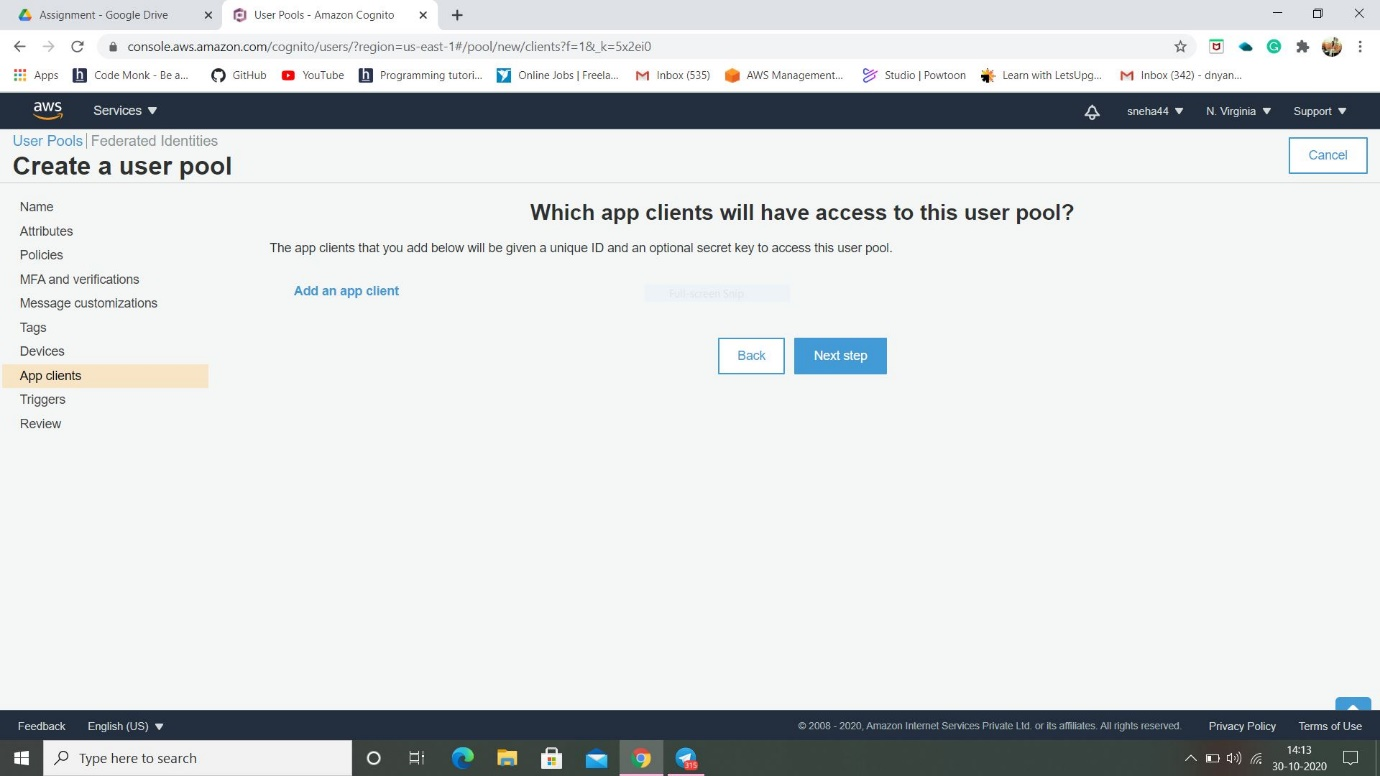 Assignment - Google Drive
User Pools - Amazon Cognito
console.aws.amazon.com/cognito/users/?region=us-east-1#/pool/new/clients?f=1&_k=5x2ei0
Apps
Code Monk - Be a...
GitHub
YouTube
Programming tutori...
Online Jobs | Freela...
Inbox (535)
AWS Management...
Studio | Powtoon
Learn with LetsUpg...
Inbox (342) - dnyan...
aws
Services
sneha44
N. Virginia
Support
User Pools | Federated Identities
Create a user pool
Cancel
Name
Attributes
Policies
MFA and verifications
Message customizations
Tags
Devices
App clients
Triggers
Review
Which app clients will have access to this user pool?
The app clients that you add below will be given a unique ID and an optional secret key to access this user pool.
Add an app client
Full-screen Snip
Back
Next step
Feedback
English (US)
© 2008 - 2020, Amazon Internet Services Private Ltd. or its affiliates. All rights reserved.
Privacy Policy
Terms of Use
Type here to search
315
14:13
30-10-2020